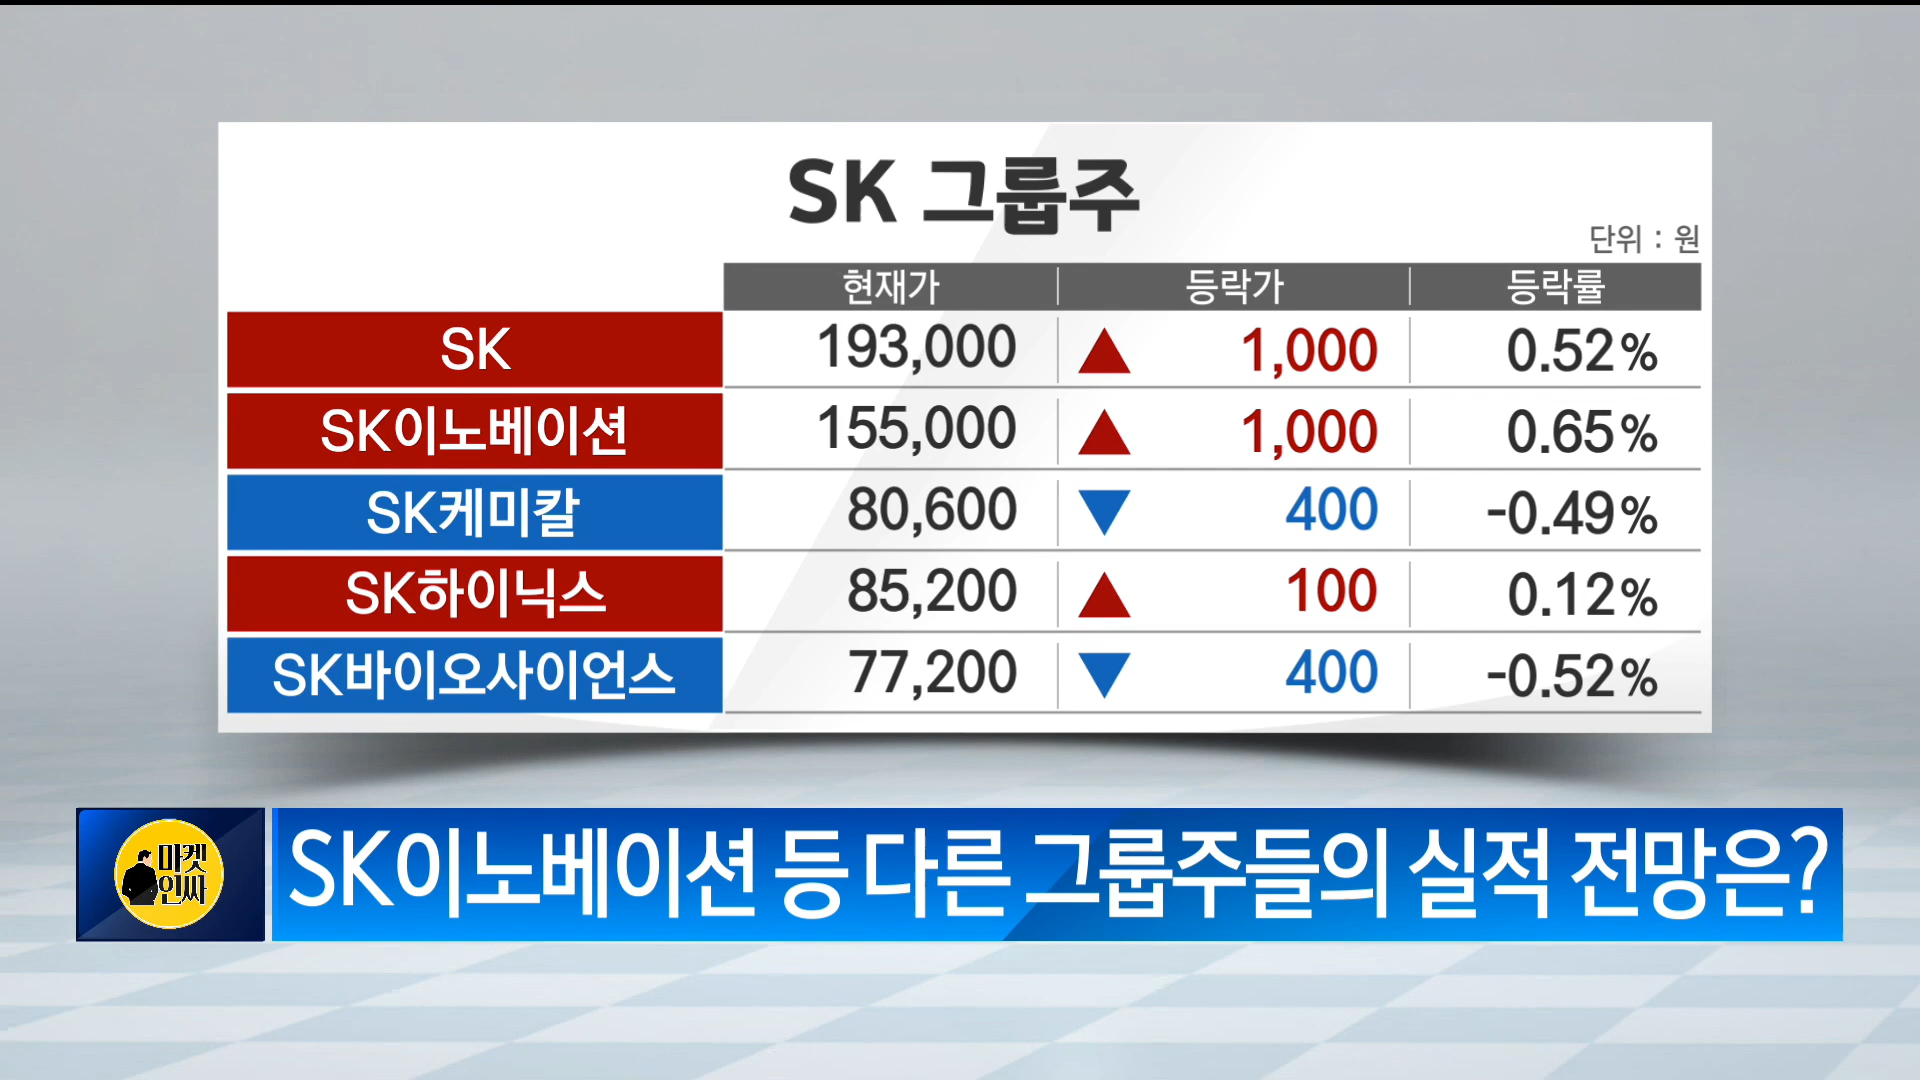 SK 그룹주
단위 : 원
현재가 등락가 등락률
SK 193,000 ▲ 1,000 0.52%
SK이노베이션 155,000 ▲ 1,000 0.65%
SK케미칼 80,600 ▼ 400 -0.49%
SK하이닉스 85,200 ▲ 100 0.12%
SK바이오사이언스 77,200 ▼ 400 -0.52%
마켓
인싸
SK이노베이션 등 다른 그룹주들의 실적 전망은?